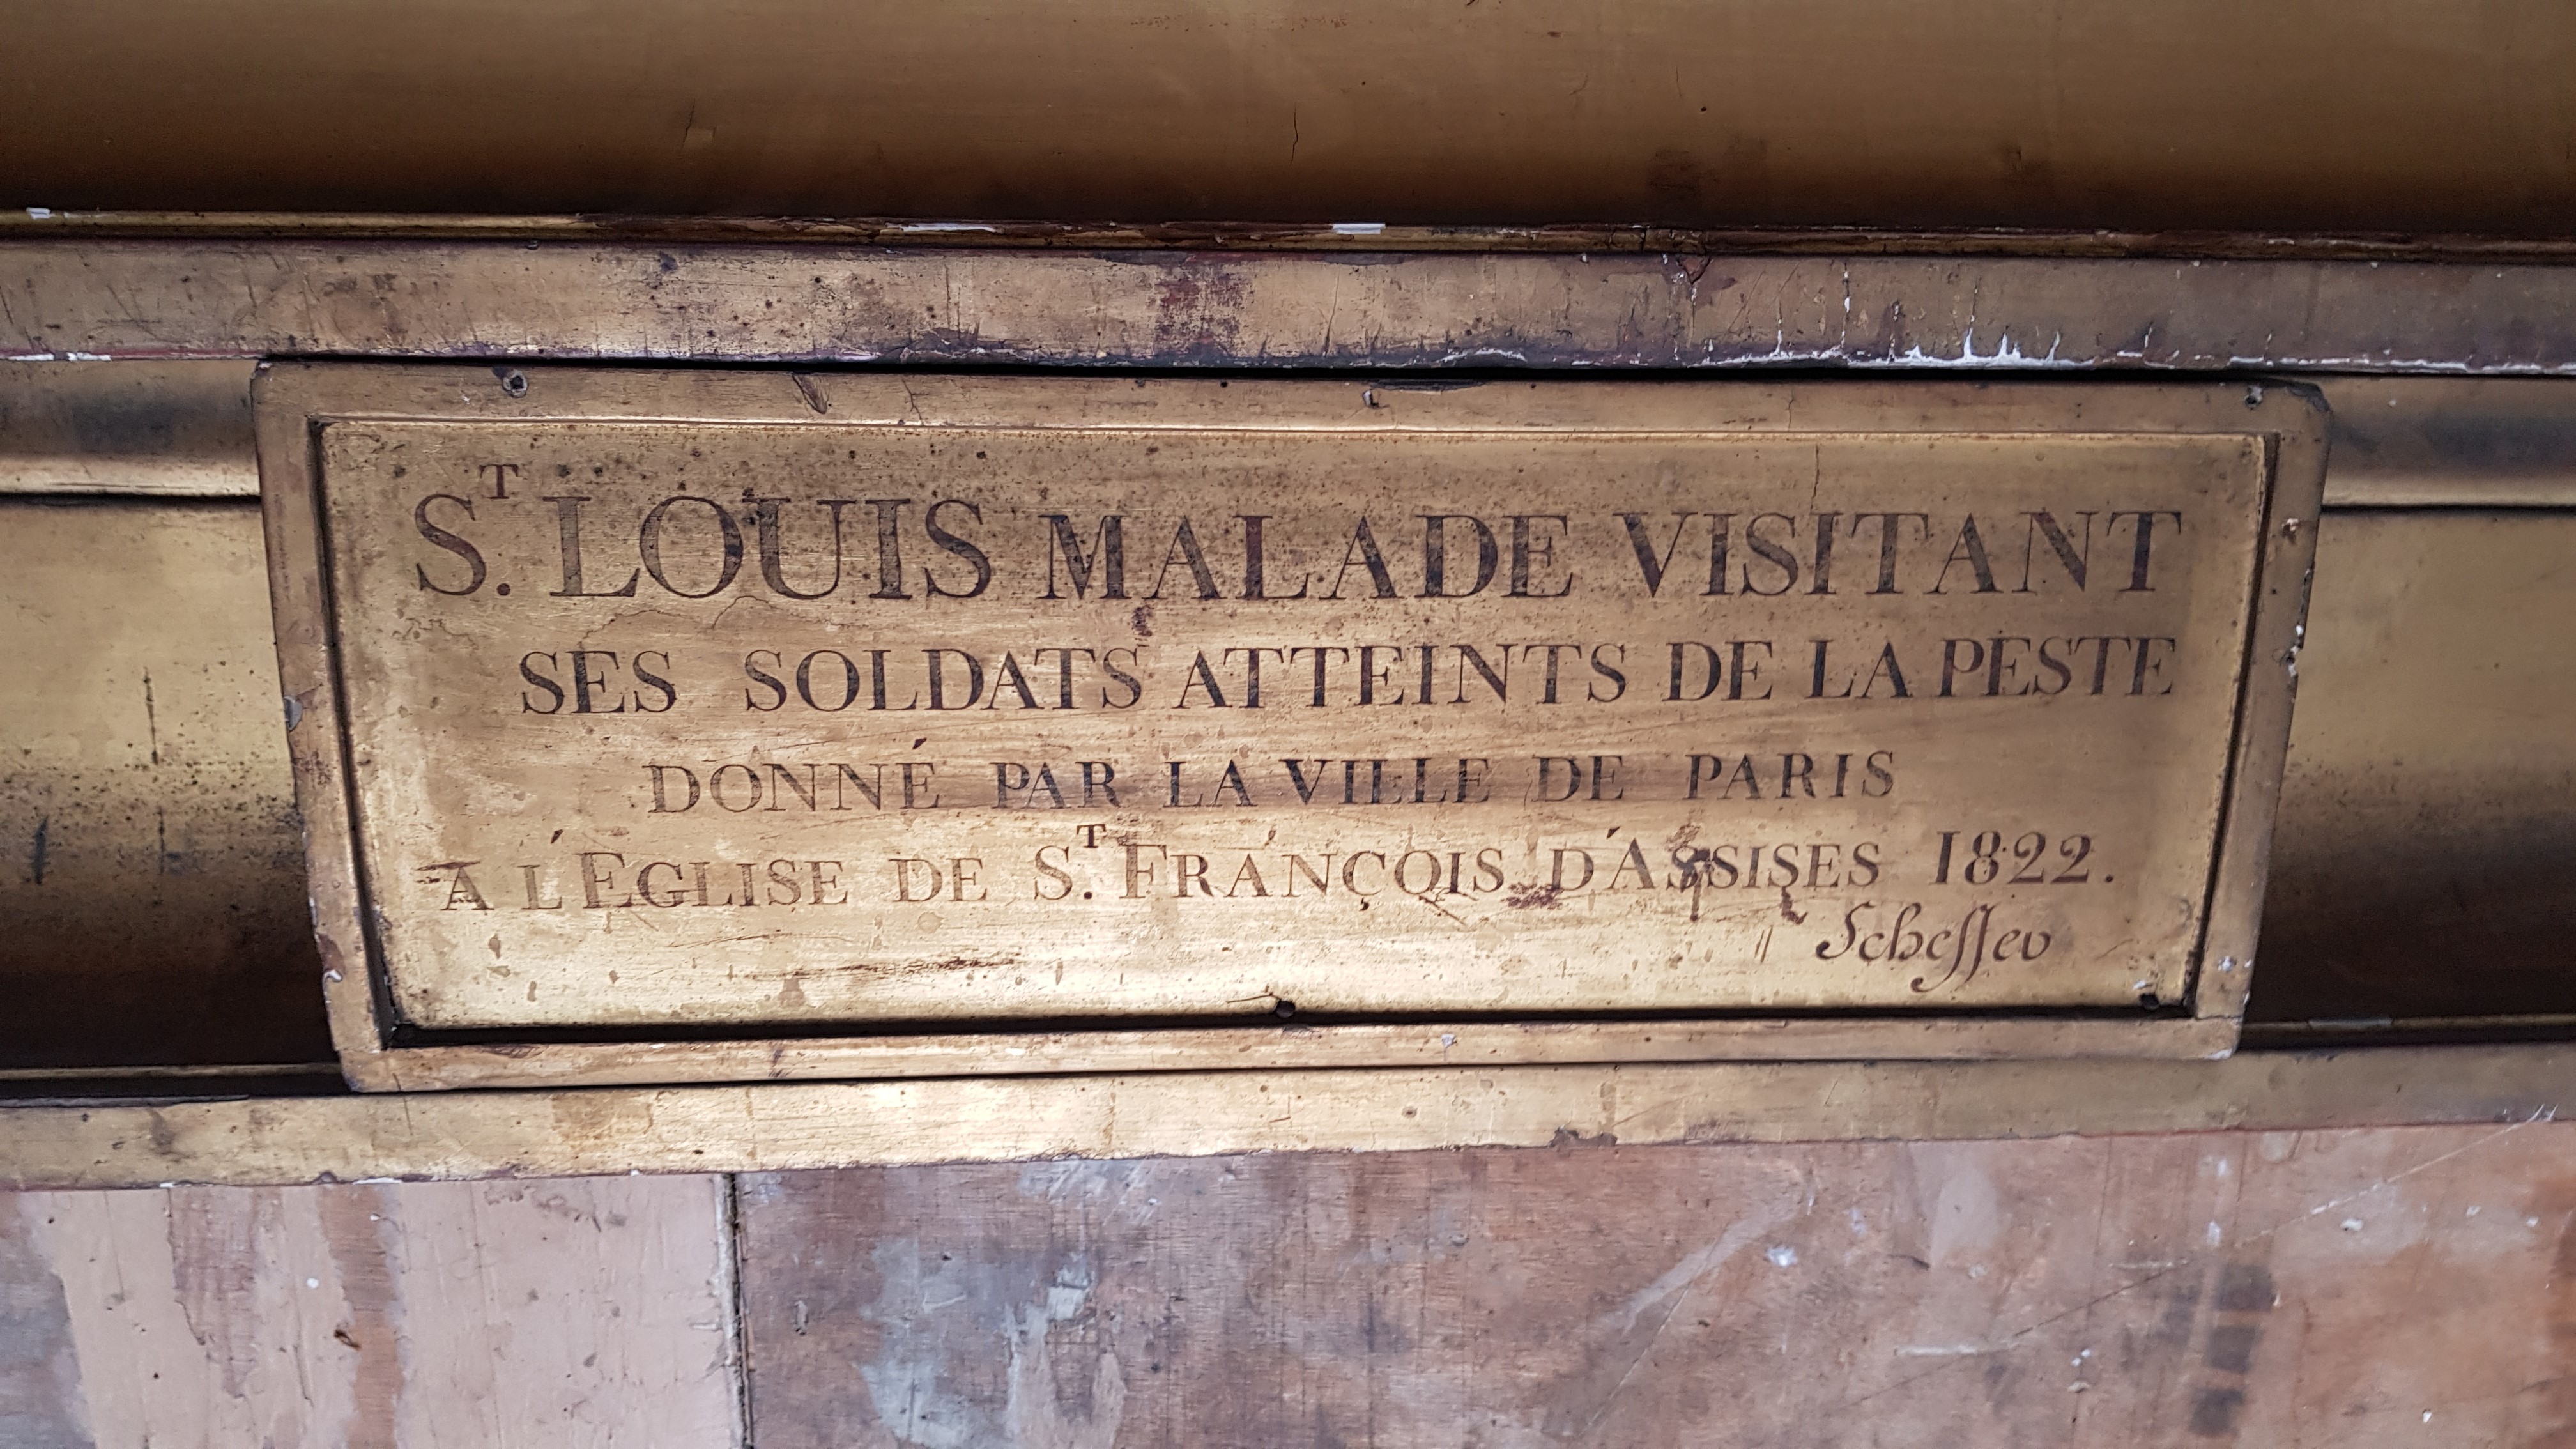 ST. LOUIS MALADE VISITANT
SES SOLDATS ATTEINTS DE LA PESTE
DONNÉ PAR LA VILLE DE PARIS
A L'ÉGLISE DE ST. FRANÇOIS D'ASSISES 1822.
Scheffer